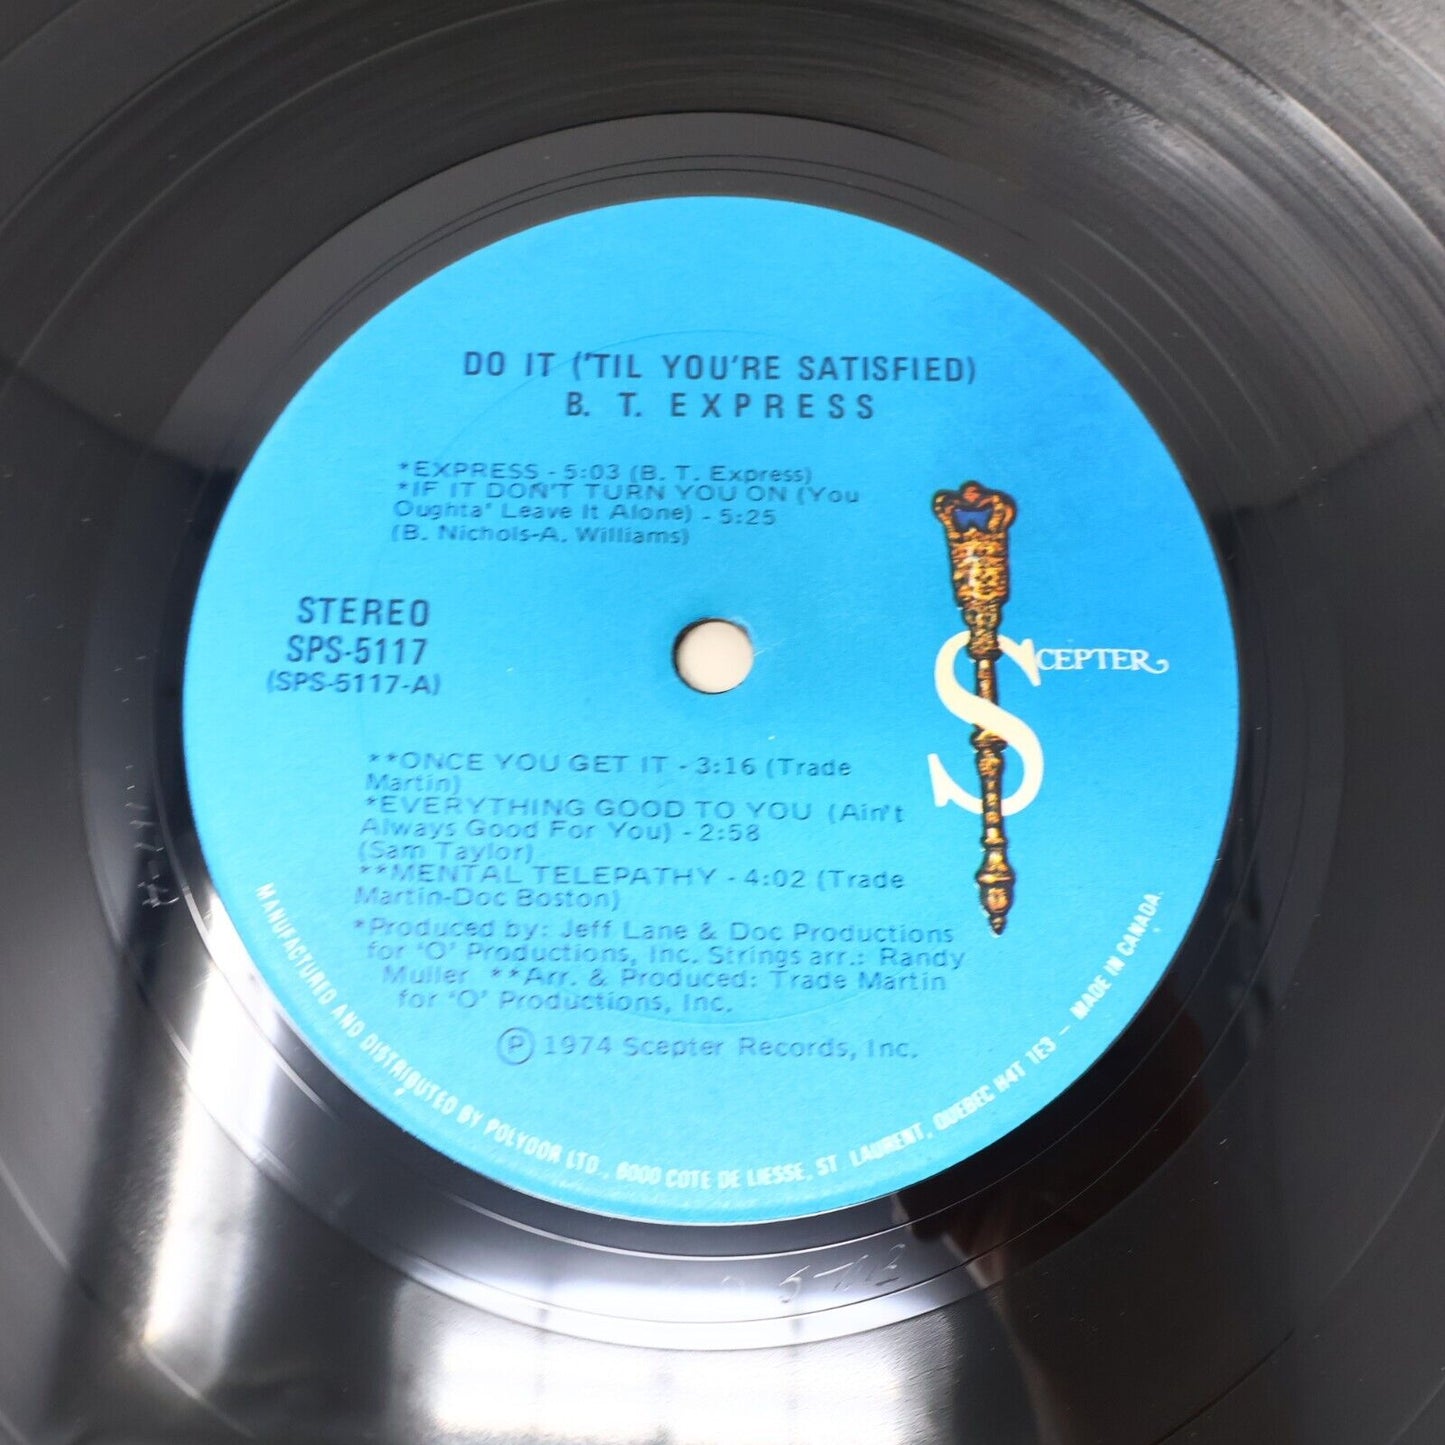 DO IT ('TIL YOU'RE SATISFIED)
B. T. EXPRESS
*EXPRESS - 5:03 (B. T. Express)
*IF IT DON'T TURN YOU ON (You
Oughta' Leave It Alone) - 5:25
(B. Nichols-A. Williams)
STEREO
SPS-5117
(SPS-5117-A)
SCEPTER
**ONCE YOU GET IT - 3:16 (Trade
Martin)
*EVERYTHING GOOD TO YOU (Ain't
Always Good For You) - 2:58
(Sam Taylor)
**MENTAL TELEPATHY - 4:02 (Trade
Martin-Doc Boston)
*Produced by: Jeff Lane & Doc Productions
for 'O' Productions, Inc. Strings arr.: Randy
Muller **Arr. & Produced: Trade Martin
for 'O' Productions, Inc.
Ⓟ 1974 Scepter Records, Inc.
MANUFACTURED AND DISTRIBUTED BY POLYDOR LTD., 6000 COTE DE LIESSE, ST. LAURENT, QUEBEC H4T 1E3 – MADE IN CANADA.